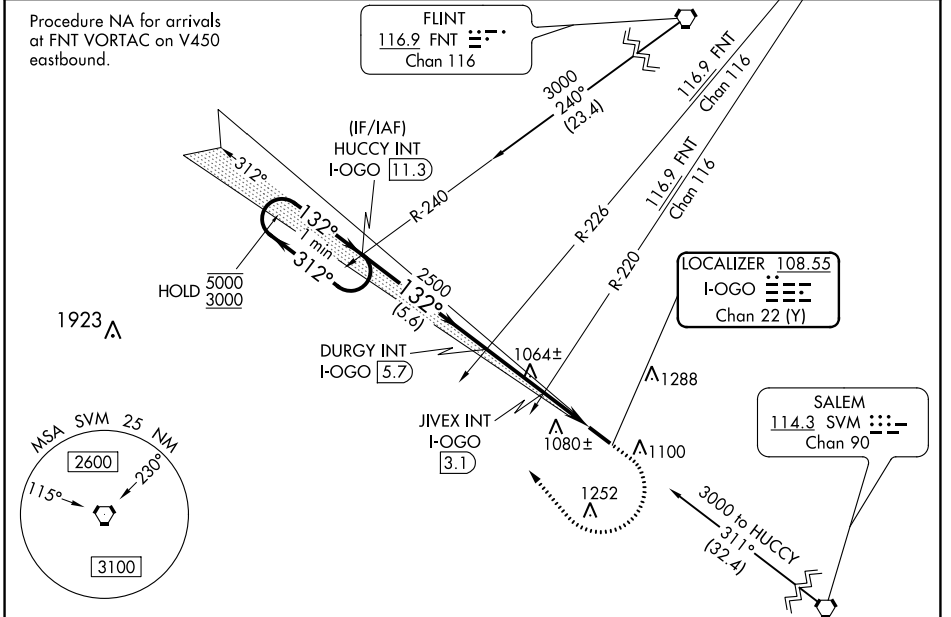 Procedure NA for arrivals
at FNT VORTAC on V450
eastbound.
FLINT
116.9 FNT
Chan 116
3000
240°
(23.4)
116.9 FNT
Chan 116
116.9 FNT
Chan 116
(IF/IAF)
HUCCY INT
I-OGO 11.3
312°
R-240
R-226
R-220
132°
1 min
312°
HOLD 5000
3000
2500
132°
(5.6)
LOCALIZER 108.55
I-OGO
Chan 22 (Y)
1923
DURGY INT
I-OGO 5.7
1064±
1288
JIVEX INT
I-OGO
3.1
1080±
1100
SALEM
114.3 SVM
Chan 90
MSA SVM 25 NM
2600
230°
115°
3100
1252
3000 to HUCCY
311°
(32.4)